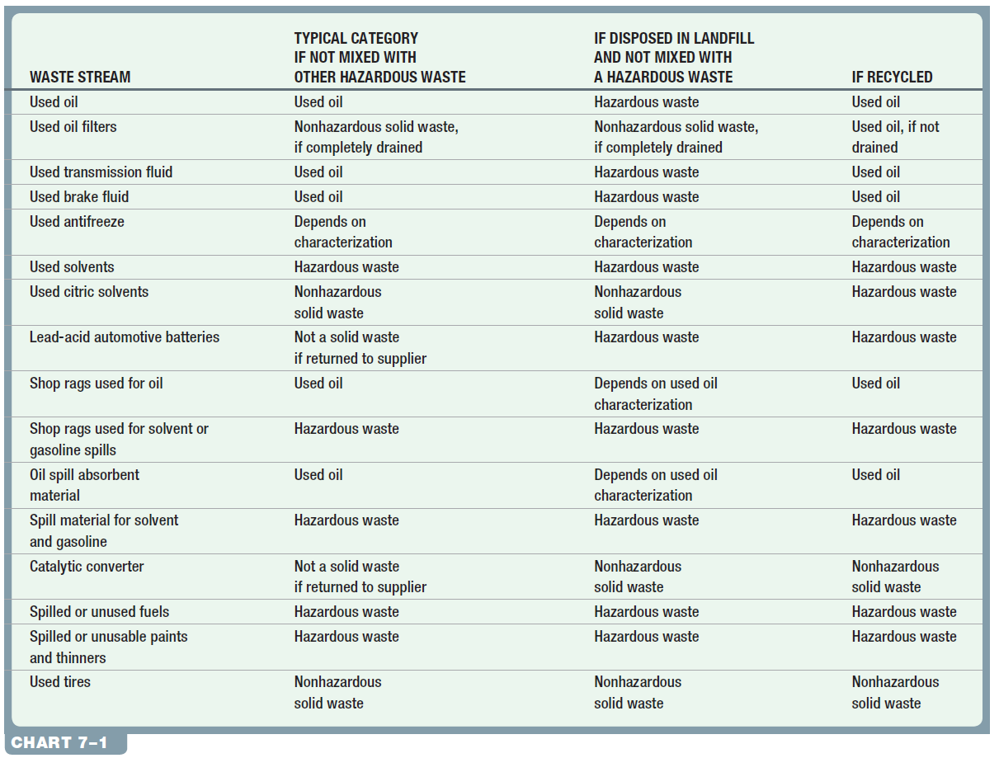 TYPICAL CATEGORY
IF NOT MIXED WITH
OTHER HAZARDOUS WASTE
IF DISPOSED IN LANDFILL
AND NOT MIXED WITH
A HAZARDOUS WASTE
WASTE STREAM
IF RECYCLED
Used oil
Used oil
Hazardous waste
Used oil
Used oil filters
Nonhazardous solid waste,
if completely drained
Nonhazardous solid waste,
if completely drained
Used oil, if not
drained
Used transmission fluid
Used oil
Hazardous waste
Used oil
Used brake fluid
Used oil
Hazardous waste
Used oil
Used antifreeze
Depends on
characterization
Depends on
characterization
Depends on
characterization
Used solvents
Hazardous waste
Hazardous waste
Hazardous waste
Used citric solvents
Nonhazardous
solid waste
Nonhazardous
solid waste
Hazardous waste
Lead-acid automotive batteries
Not a solid waste
if returned to supplier
Hazardous waste
Hazardous waste
Shop rags used for oil
Used oil
Depends on used oil
characterization
Used oil
Shop rags used for solvent or
gasoline spills
Hazardous waste
Hazardous waste
Hazardous waste
Oil spill absorbent
material
Used oil
Depends on used oil
characterization
Used oil
Spill material for solvent
and gasoline
Hazardous waste
Hazardous waste
Hazardous waste
Catalytic converter
Not a solid waste
if returned to supplier
Nonhazardous
solid waste
Nonhazardous
solid waste
Spilled or unused fuels
Hazardous waste
Hazardous waste
Hazardous waste
Spilled or unusable paints
and thinners
Hazardous waste
Hazardous waste
Hazardous waste
Used tires
Nonhazardous
solid waste
Nonhazardous
solid waste
Nonhazardous
solid waste
CHART 7–1